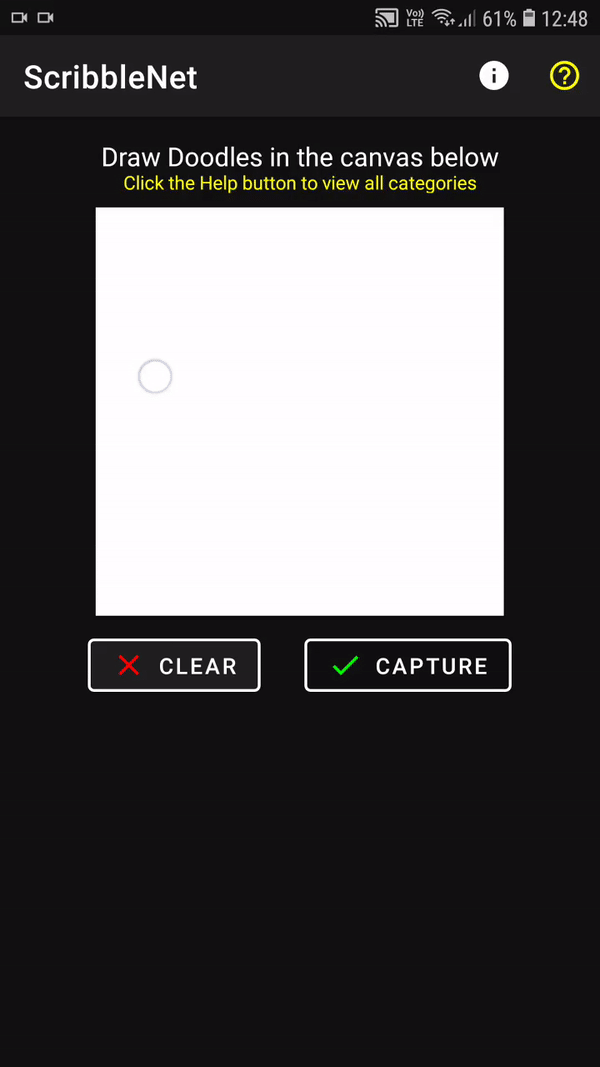 Vo)) LTE 61% 12:48
ScribbleNet
Draw Doodles in the canvas below
Click the Help button to view all categories
CLEAR CAPTURE